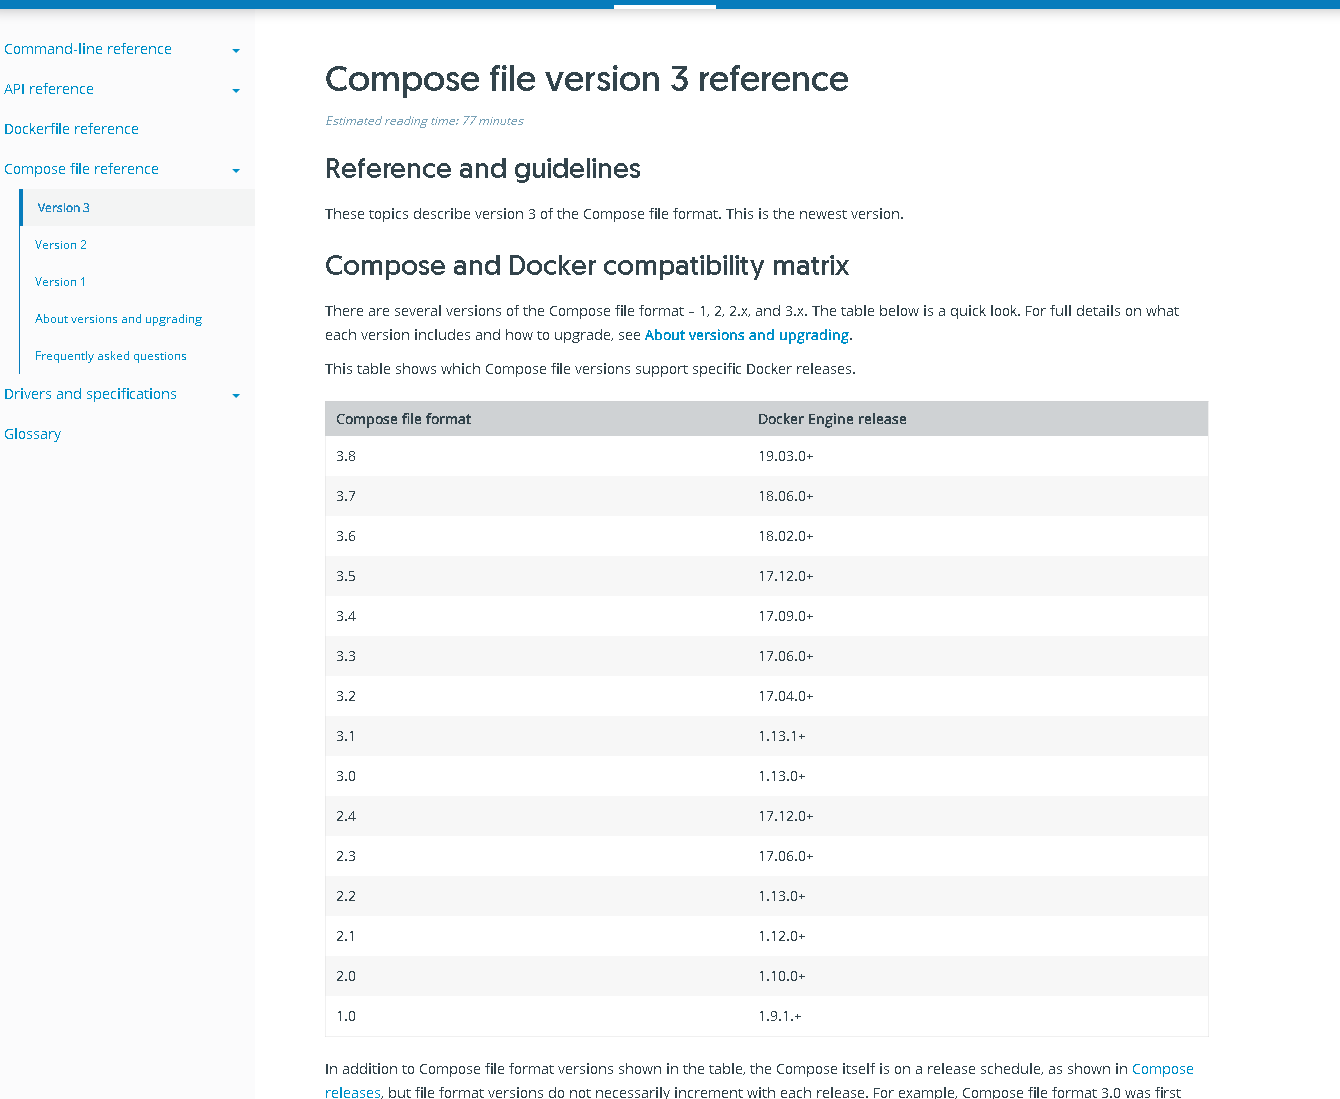 Command-line reference
API reference
Dockerfile reference
Compose file reference
Version 3
Version 2
Version 1
About versions and upgrading
Frequently asked questions
Drivers and specifications
Glossary
Compose file version 3 reference
Estimated reading time: 77 minutes
Reference and guidelines
These topics describe version 3 of the Compose file format. This is the newest version.
Compose and Docker compatibility matrix
There are several versions of the Compose file format – 1, 2, 2.x, and 3.x. The table below is a quick look. For full details on what
each version includes and how to upgrade, see About versions and upgrading.
This table shows which Compose file versions support specific Docker releases.
Compose file format Docker Engine release
3.8 19.03.0+
3.7 18.06.0+
3.6 18.02.0+
3.5 17.12.0+
3.4 17.09.0+
3.3 17.06.0+
3.2 17.04.0+
3.1 1.13.1+
3.0 1.13.0+
2.4 17.12.0+
2.3 17.06.0+
2.2 1.13.0+
2.1 1.12.0+
2.0 1.10.0+
1.0 1.9.1.+
In addition to Compose file format versions shown in the table, the Compose itself is on a release schedule, as shown in Compose
releases, but file format versions do not necessarily increment with each release. For example, Compose file format 3.0 was first